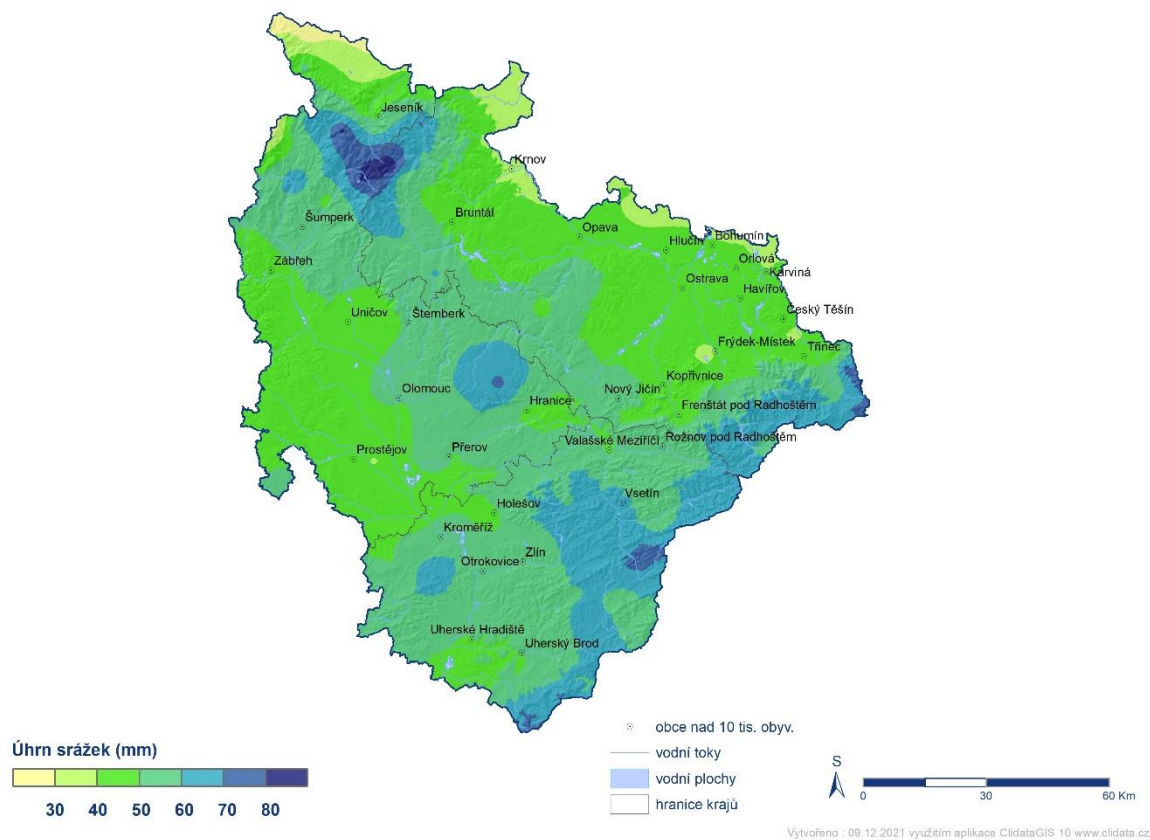 Jeseník
Krnov
Šumperk
Bruntál
Opava
Hlučín
Bohumín
Orlová
Zábřeh
Karviná
Ostrava
Havířov
Uničov
Šternberk
Český Těšín
Frýdek-Místek
Třinec
Olomouc
Nový Jičín
Kopřivnice
Hranice
Frenštát pod Radhoštěm
Valašské Meziříčí
Rožnov pod Radhoštěm
Prostějov
Přerov
Vsetín
Holešov
Kroměříž
Otrokovice
Zlín
Uherské Hradiště
Uherský Brod
Úhrn srážek (mm)
30 40 50 60 70 80
obce nad 10 tis. obyv.
vodní toky
vodní plochy
hranice krajů
S
0 30 60 Km
Vytvořeno : 09.12.2021 využitím aplikace ClidataGIS 10 www.clidata.cz